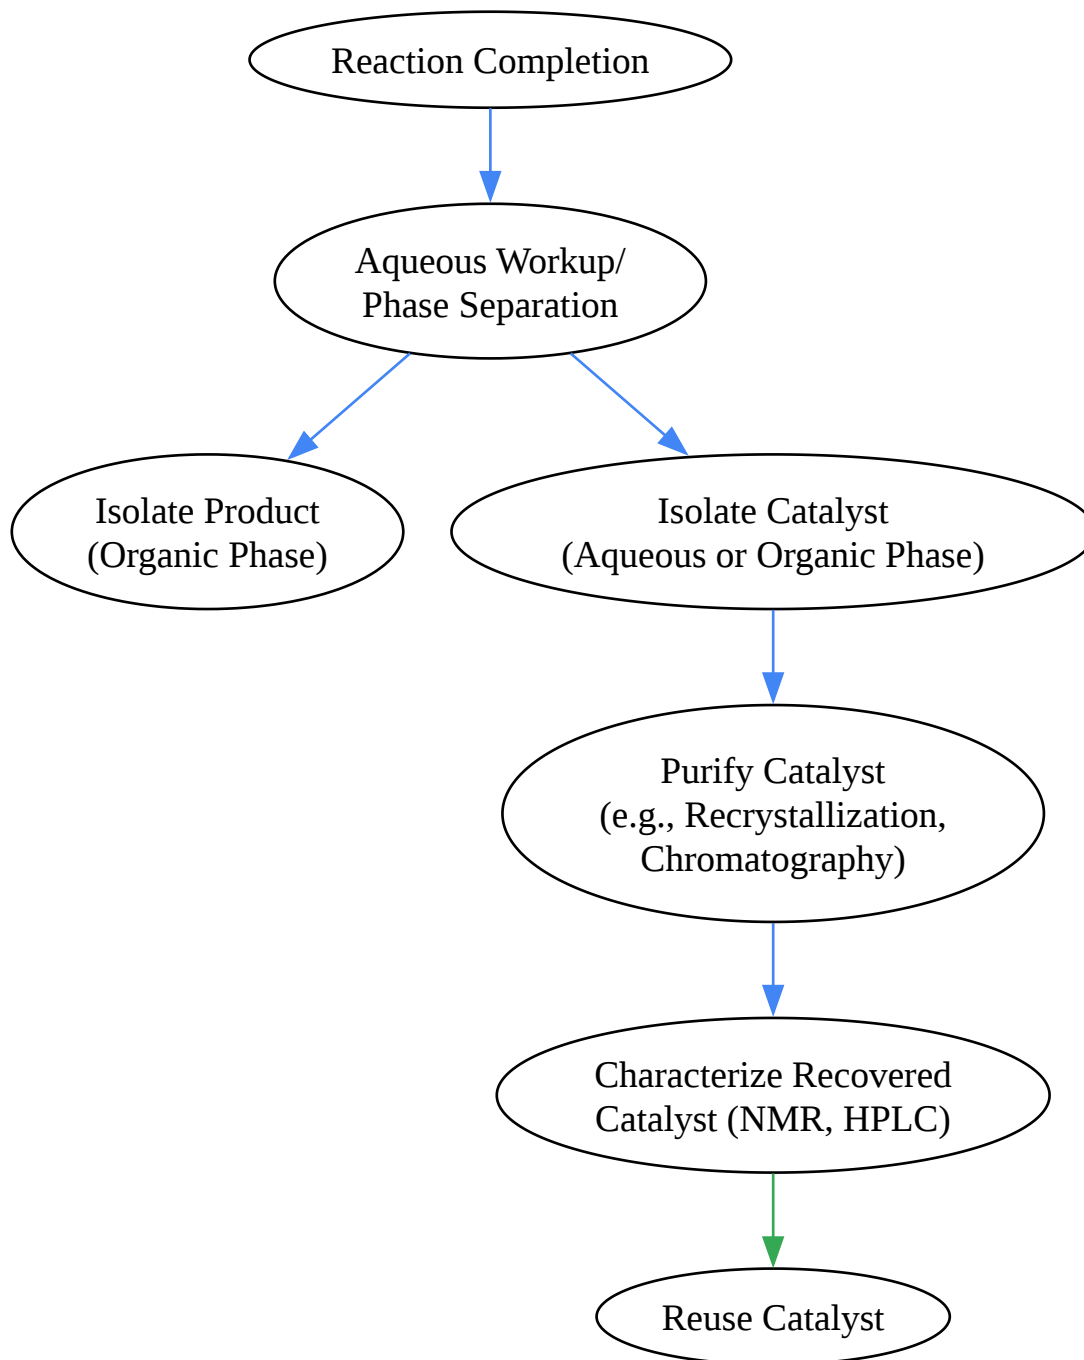 Reaction Completion
Aqueous Workup/
Phase Separation
Isolate Product
(Organic Phase)
Isolate Catalyst
(Aqueous or Organic Phase)
Purify Catalyst
(e.g., Recrystallization,
Chromatography)
Characterize Recovered
Catalyst (NMR, HPLC)
Reuse Catalyst